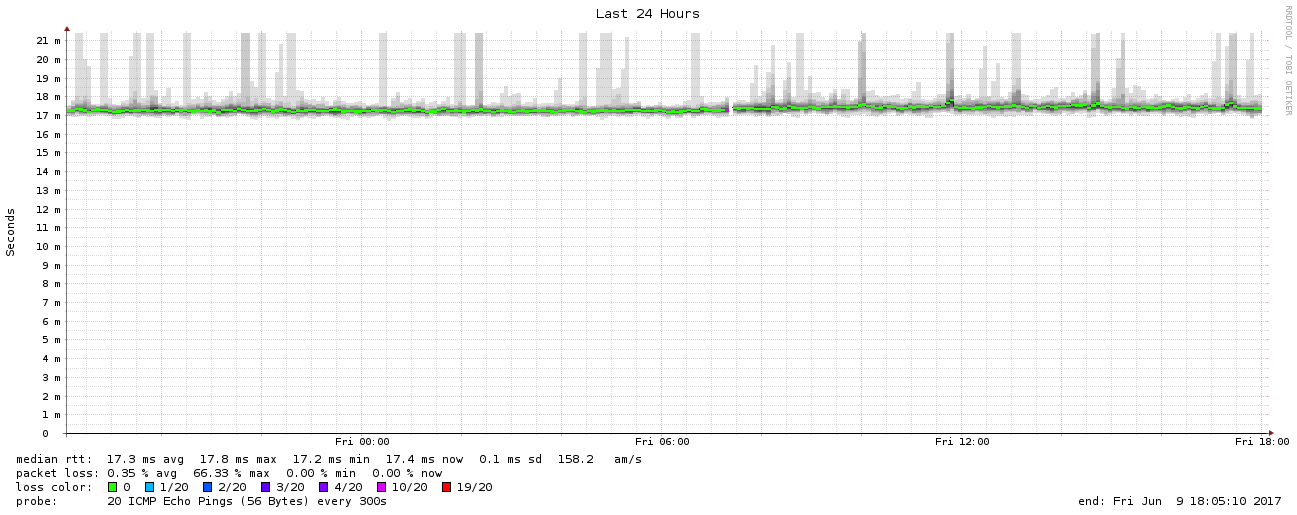 Last 24 Hours
RRDTOOL / TOBI OETIKER
Seconds
21 m
20 m
19 m
18 m
17 m
16 m
15 m
14 m
13 m
12 m
11 m
10 m
9 m
8 m
7 m
6 m
5 m
4 m
3 m
2 m
1 m
0
Fri 00:00 Fri 06:00 Fri 12:00 Fri 18:00
median rtt: 17.3 ms avg 17.8 ms max 17.2 ms min 17.4 ms now 0.1 ms sd 158.2 am/s
packet loss: 0.35 % avg 66.33 % max 0.00 % min 0.00 % now
loss color: 0 1/20 2/20 3/20 4/20 10/20 19/20
probe: 20 ICMP Echo Pings (56 Bytes) every 300s end: Fri Jun 9 18:05:10 2017